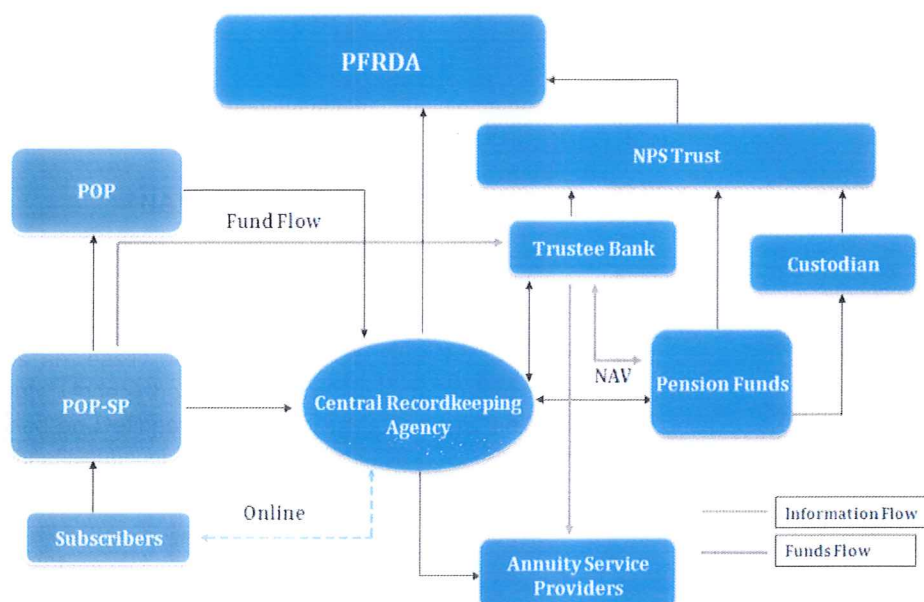 PFRDA
NPS Trust
POP
Fund Flow
Trustee Bank
Custodian
POP-SP
Central Recordkeeping
Agency
NAV
Pension Funds
Online
Subscribers
Information Flow
Funds Flow
Annuity Service
Providers